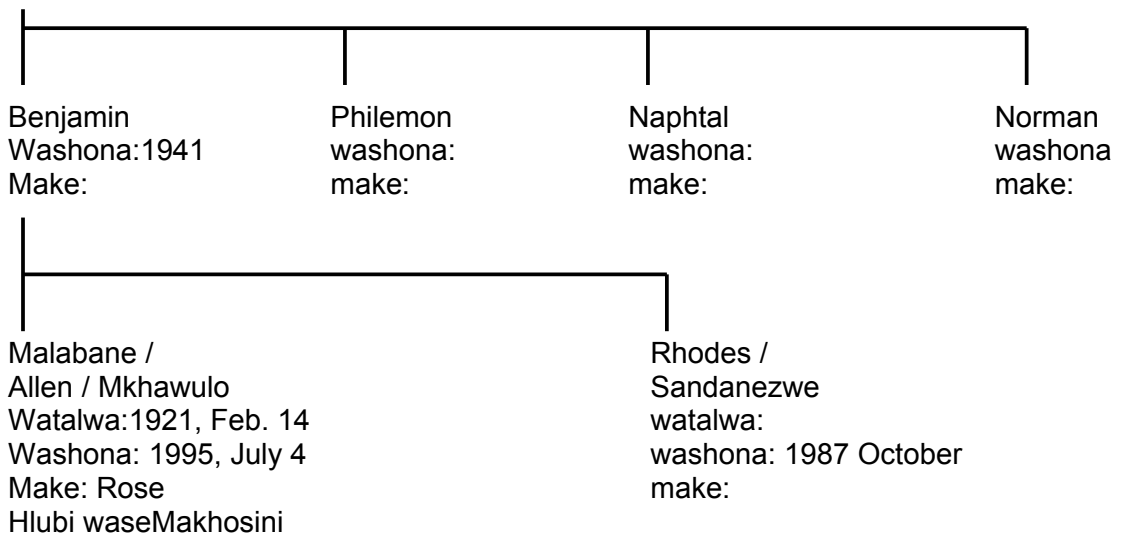 Benjamin
Washona:1941
Make:
Philemon
washona:
make:
Naphtal
washona:
make:
Norman
washona
make:
Malabane /
Allen / Mkhawulo
Watalwa:1921, Feb. 14
Washona: 1995, July 4
Make: Rose
Hlubi waseMakhosini
Rhodes /
Sandanezwe
watalwa:
washona: 1987 October
make: